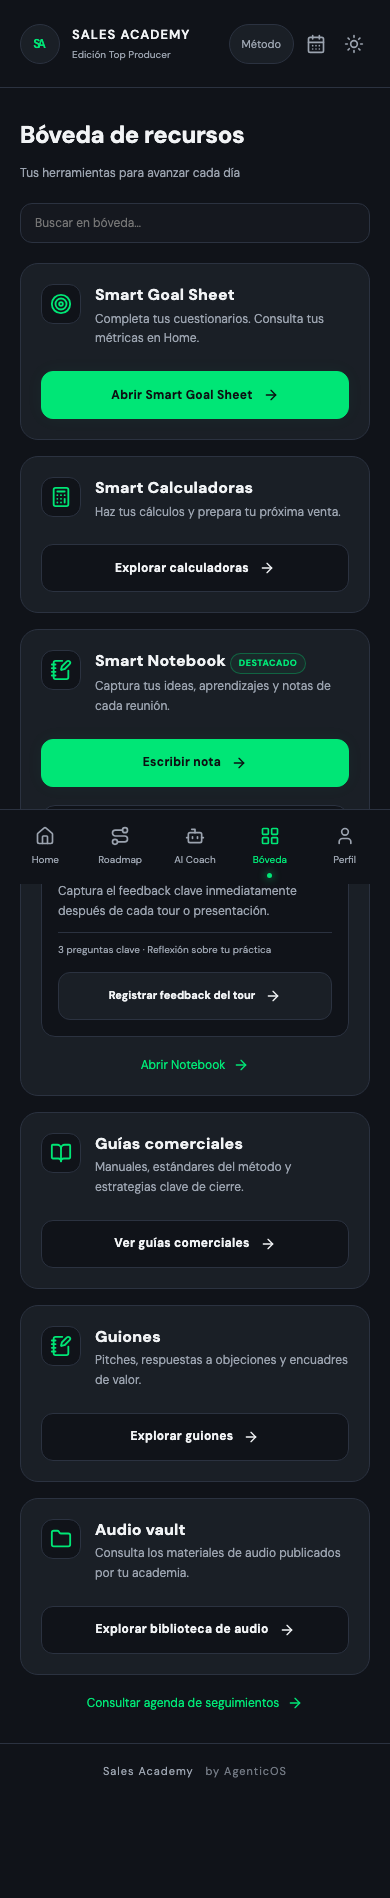 SA
SALES ACADEMY
Edición Top Producer
Método
Bóveda de recursos
Tus herramientas para avanzar cada día
Buscar en bóveda...
Smart Goal Sheet
Completa tus cuestionarios. Consulta tus
métricas en Home.
Abrir Smart Goal Sheet
Smart Calculadoras
Haz tus cálculos y prepara tu próxima venta.
Explorar calculadoras
Smart Notebook DESTACADO
Captura tus ideas, aprendizajes y notas de
cada reunión.
Escribir nota
Home Roadmap AI Coach Bóveda Perfil
Captura el feedback clave inmediatamente
después de cada tour o presentación.
3 preguntas clave · Reflexión sobre tu práctica
Registrar feedback del tour
Abrir Notebook
Guías comerciales
Manuales, estándares del método y
estrategias clave de cierre.
Ver guías comerciales
Guiones
Pitches, respuestas a objeciones y encuadres
de valor.
Explorar guiones
Audio vault
Consulta los materiales de audio publicados
por tu academia.
Explorar biblioteca de audio
Consultar agenda de seguimientos
Sales Academy by AgenticOS